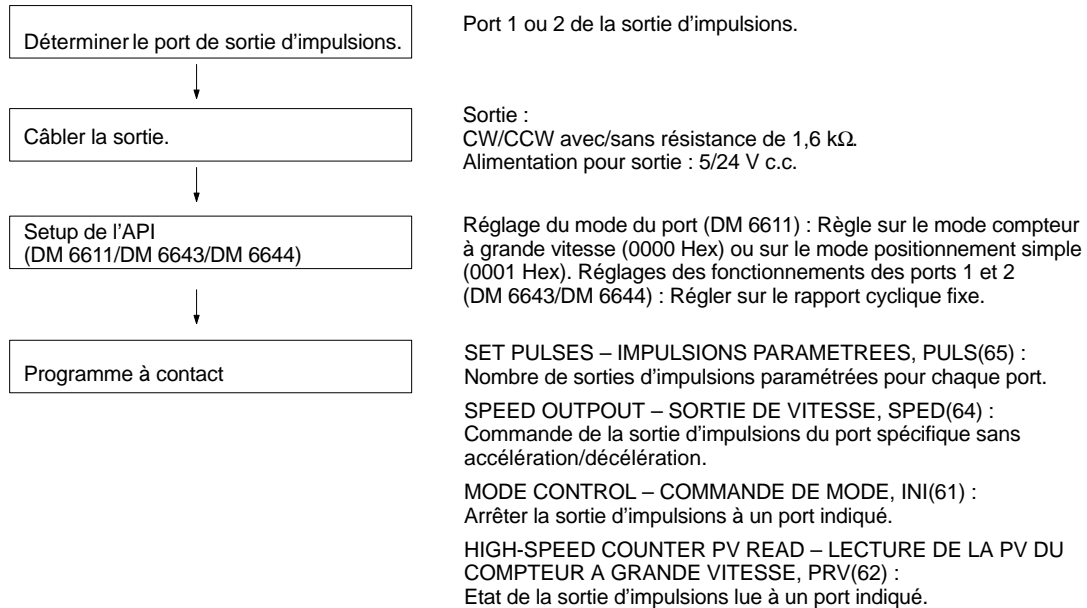 Déterminer le port de sortie d'impulsions.
Port 1 ou 2 de la sortie d'impulsions.
Câbler la sortie.
Sortie :
CW/CCW avec/sans résistance de 1,6 kΩ.
Alimentation pour sortie : 5/24 V c.c.
Setup de l'API
(DM 6611/DM 6643/DM 6644)
Réglage du mode du port (DM 6611) : Règle sur le mode compteur
à grande vitesse (0000 Hex) ou sur le mode positionnement simple
(0001 Hex). Réglages des fonctionnements des ports 1 et 2
(DM 6643/DM 6644) : Régler sur le rapport cyclique fixe.
Programme à contact
SET PULSES – IMPULSIONS PARAMETREES, PULS(65) :
Nombre de sorties d'impulsions paramétrées pour chaque port.
SPEED OUTPOUT – SORTIE DE VITESSE, SPED(64) :
Commande de la sortie d'impulsions du port spécifique sans
accélération/décélération.
MODE CONTROL – COMMANDE DE MODE, INI(61) :
Arrêter la sortie d'impulsions à un port indiqué.
HIGH-SPEED COUNTER PV READ – LECTURE DE LA PV DU
COMPTEUR A GRANDE VITESSE, PRV(62) :
Etat de la sortie d'impulsions lue à un port indiqué.